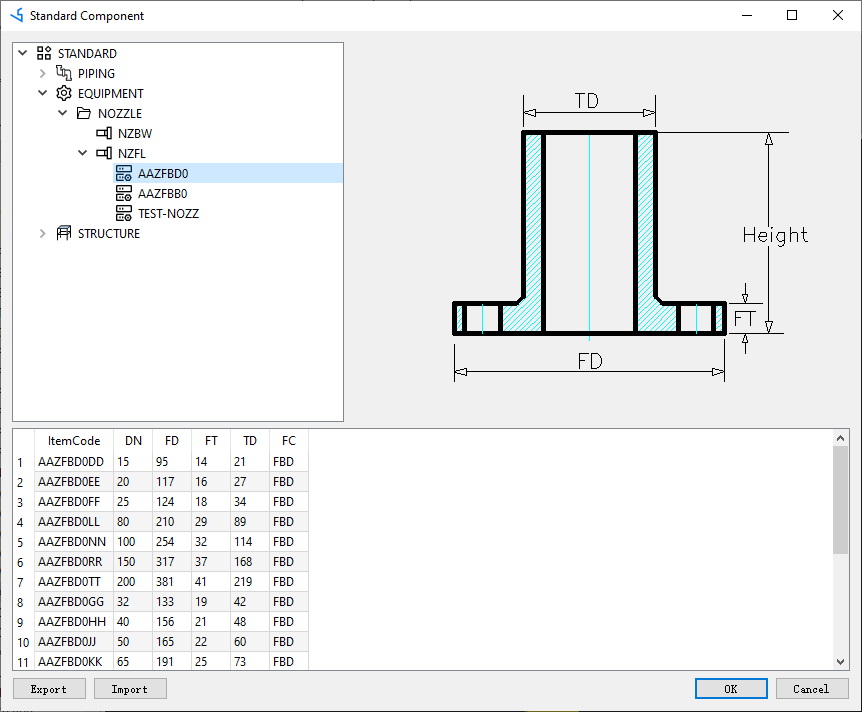 Standard Component
STANDARD
PIPING
EQUIPMENT
NOZZLE
NZBW
NZFL
AAZFBD0
AAZFBB0
TEST-NOZZ
STRUCTURE
TD
Height
FT
FD
ItemCode DN FD FT TD FC
1 AAZFBD0DD 15 95 14 21 FBD
2 AAZFBD0EE 20 117 16 27 FBD
3 AAZFBD0FF 25 124 18 34 FBD
4 AAZFBD0LL 80 210 29 89 FBD
5 AAZFBD0NN 100 254 32 114 FBD
6 AAZFBD0RR 150 317 37 168 FBD
7 AAZFBD0TT 200 381 41 219 FBD
8 AAZFBD0GG 32 133 19 42 FBD
9 AAZFBD0HH 40 156 21 48 FBD
10 AAZFBD0JJ 50 165 22 60 FBD
11 AAZFBD0KK 65 191 25 73 FBD
Export Import OK Cancel